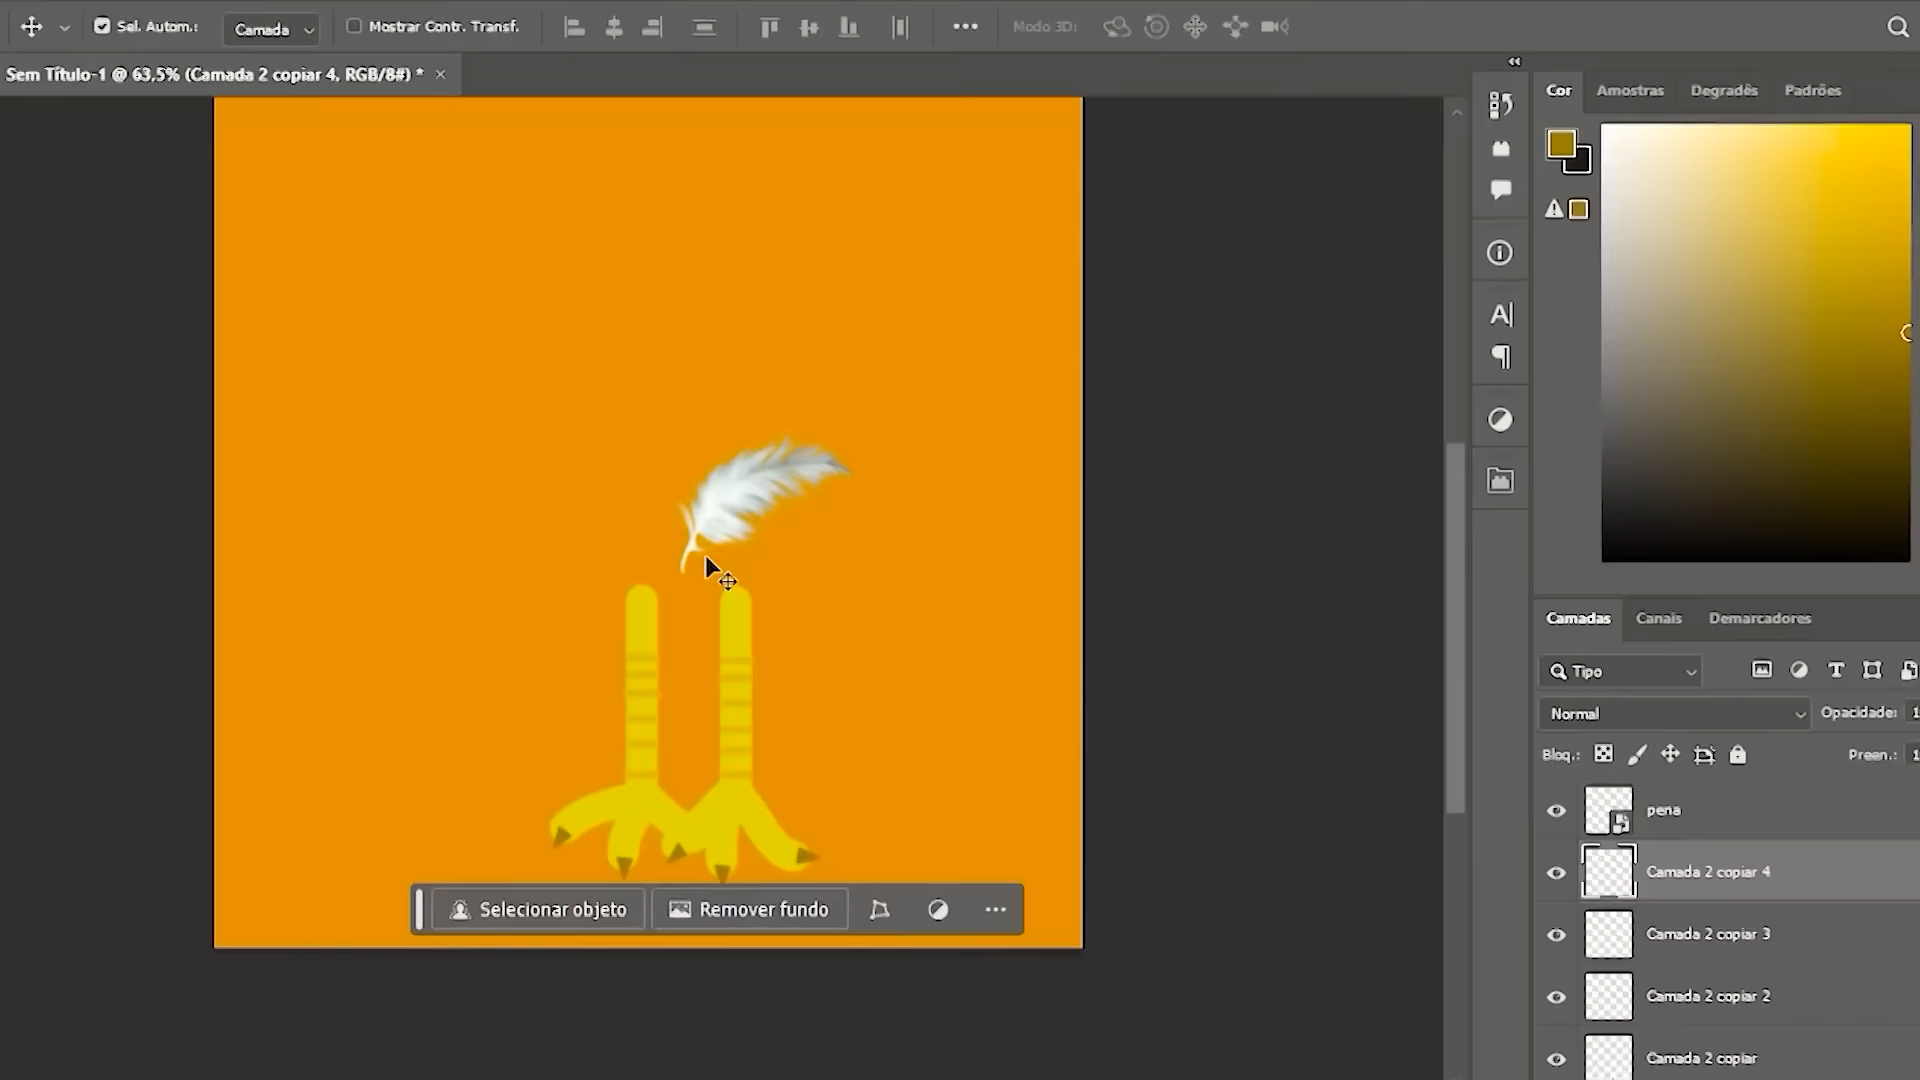 Sel. Autom.:
Camada
Mostrar Contr. Transf.
Modo 3D:
Sem Título-1 @ 63,5% (Camada 2 copiar 4, RGB/8#) *
Cor
Amostras
Degradês
Padrões
Camadas
Canais
Demarcadores
Tipo
Normal
Opacidade:
Bloq.:
Preen.:
pena
Camada 2 copiar 4
Camada 2 copiar 3
Camada 2 copiar 2
Camada 2 copiar
Selecionar objeto
Remover fundo